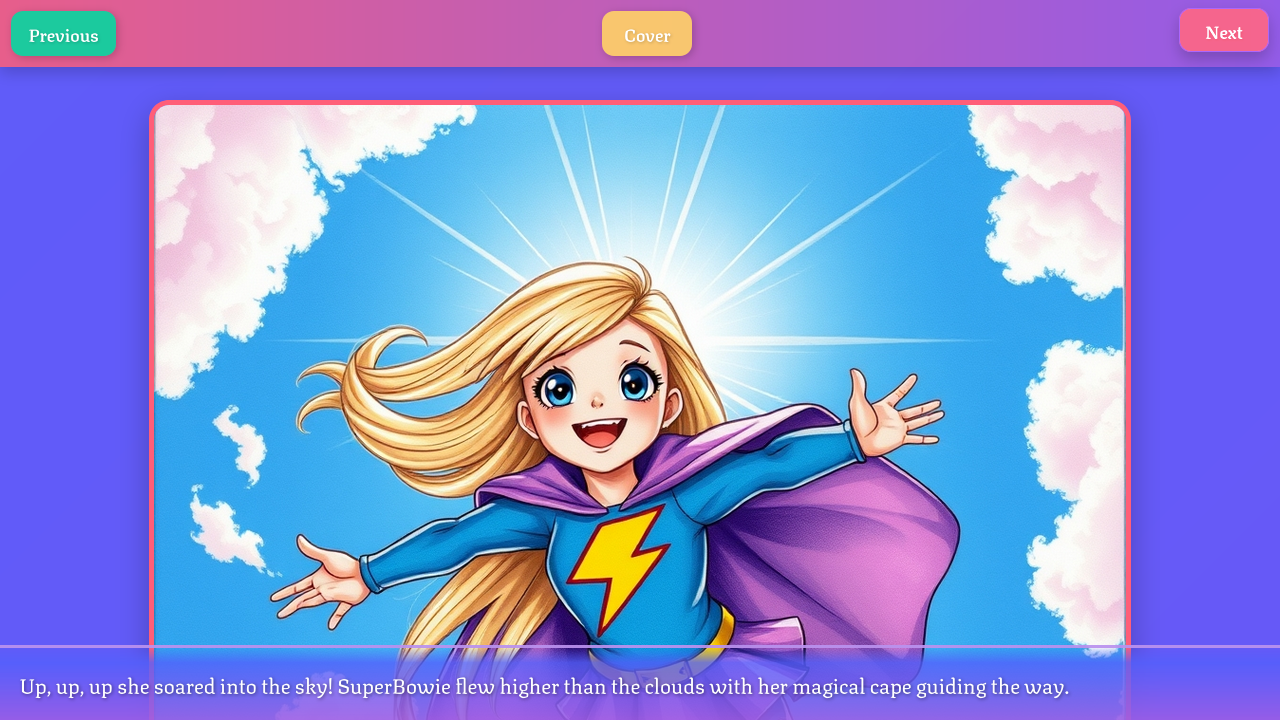 Previous
Cover
Next
Up, up, up she soared into the sky! SuperBowie flew higher than the clouds with her magical cape guiding the way.